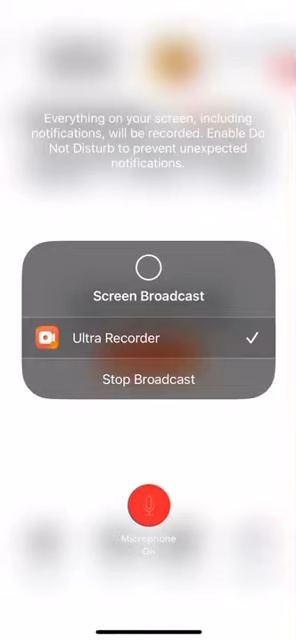 Everything on your screen, including
notifications, will be recorded. Enable Do
Not Disturb to prevent unexpected
notifications.
Screen Broadcast
Ultra Recorder
Stop Broadcast
Microphone
On